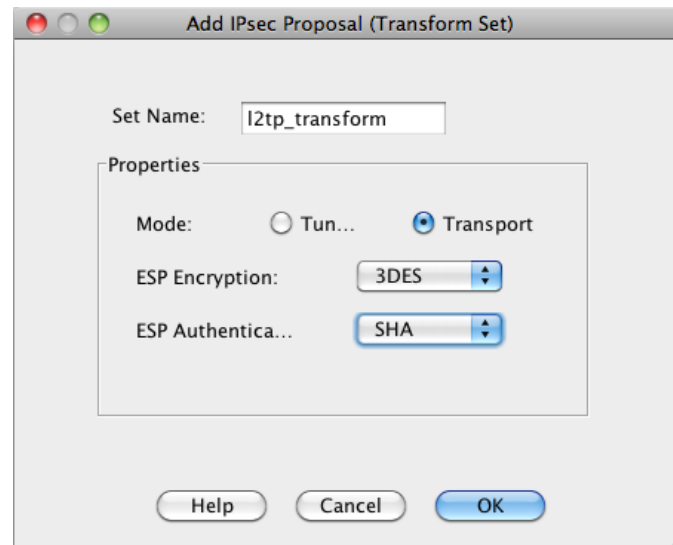 Add IPsec Proposal (Transform Set)
Set Name: l2tp_transform
Properties
Mode: Tun... Transport
ESP Encryption: 3DES
ESP Authentica... SHA
Help Cancel OK